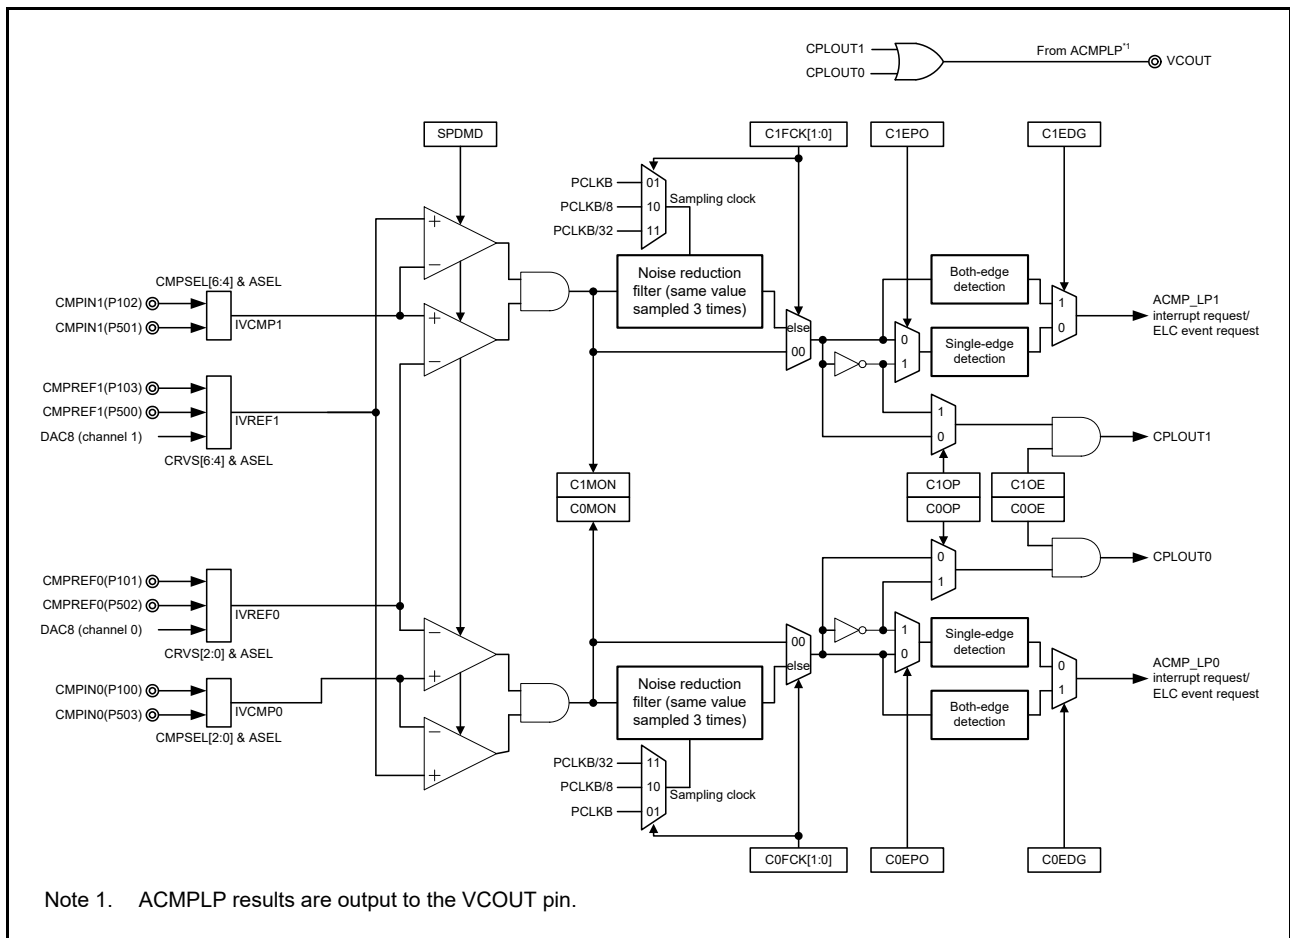 CPLOUT1
CPLOUT0
From ACMPLP*1
VCOUT
SPDMD
C1FCK[1:0]
C1EPO
C1EDG
PCLKB
01
PCLKB/8
10
Sampling clock
PCLKB/32
11
+
−
+
−
CMPSEL[6:4] & ASEL
CMPIN1(P102)
CMPIN1(P501)
IVCMP1
Noise reduction
filter (same value
sampled 3 times)
else
00
0
1
Both-edge
detection
Single-edge
detection
1
0
ACMP_LP1
interrupt request/
ELC event request
CMPREF1(P103)
CMPREF1(P500)
DAC8 (channel 1)
IVREF1
CRVS[6:4] & ASEL
1
0
CPLOUT1
C1MON
C0MON
C1OP
C0OP
C1OE
C0OE
CMPREF0(P101)
CMPREF0(P502)
DAC8 (channel 0)
IVREF0
CRVS[2:0] & ASEL
0
1
CPLOUT0
CMPIN0(P100)
CMPIN0(P503)
IVCMP0
CMPSEL[2:0] & ASEL
−
+
−
+
00
else
Noise reduction
filter (same value
sampled 3 times)
1
0
Single-edge
detection
Both-edge
detection
0
1
ACMP_LP0
interrupt request/
ELC event request
PCLKB/32
11
PCLKB/8
10
Sampling clock
PCLKB
01
C0FCK[1:0]
C0EPO
C0EDG
Note 1. ACMPLP results are output to the VCOUT pin.